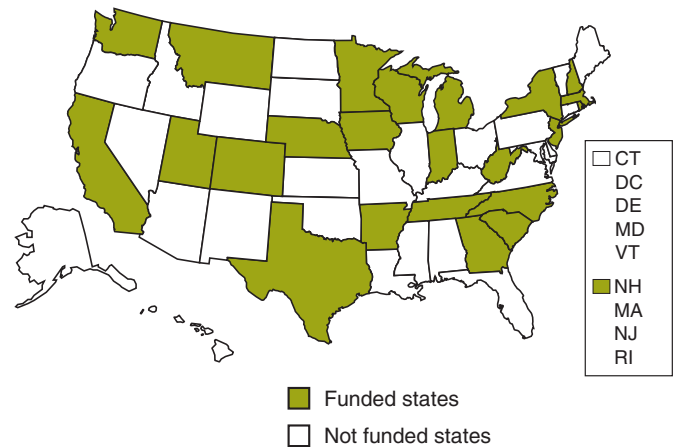 CT
DC
DE
MD
VT
NH
MA
NJ
RI
Funded states
Not funded states